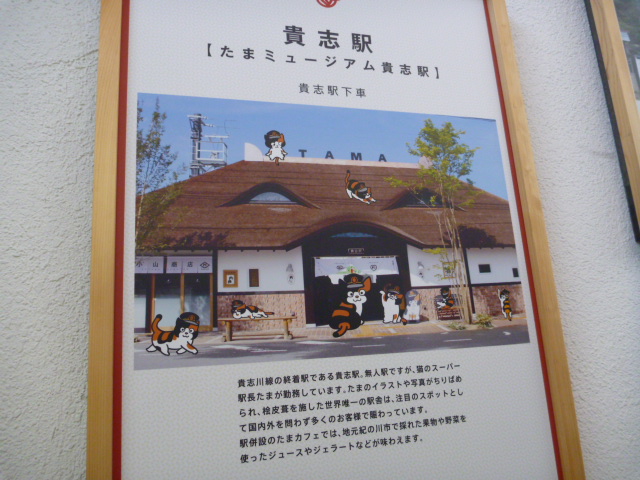 貴志駅
【たまミュージアム貴志駅】
貴志駅下車
TAMA
小山商店
貴志川線の終着駅である貴志駅。無人駅ですが、猫のスーパー
駅長たまが勤務しています。たまのイラストや写真がちりばめ
られ、檜皮葺を施した世界唯一の駅舎は、注目のスポットとし
て国内外を問わず多くのお客様で賑わっています。
駅併設のたまカフェでは、地元紀の川市で採れた果物や野菜を
使ったジュースやジェラートなどが味わえます。